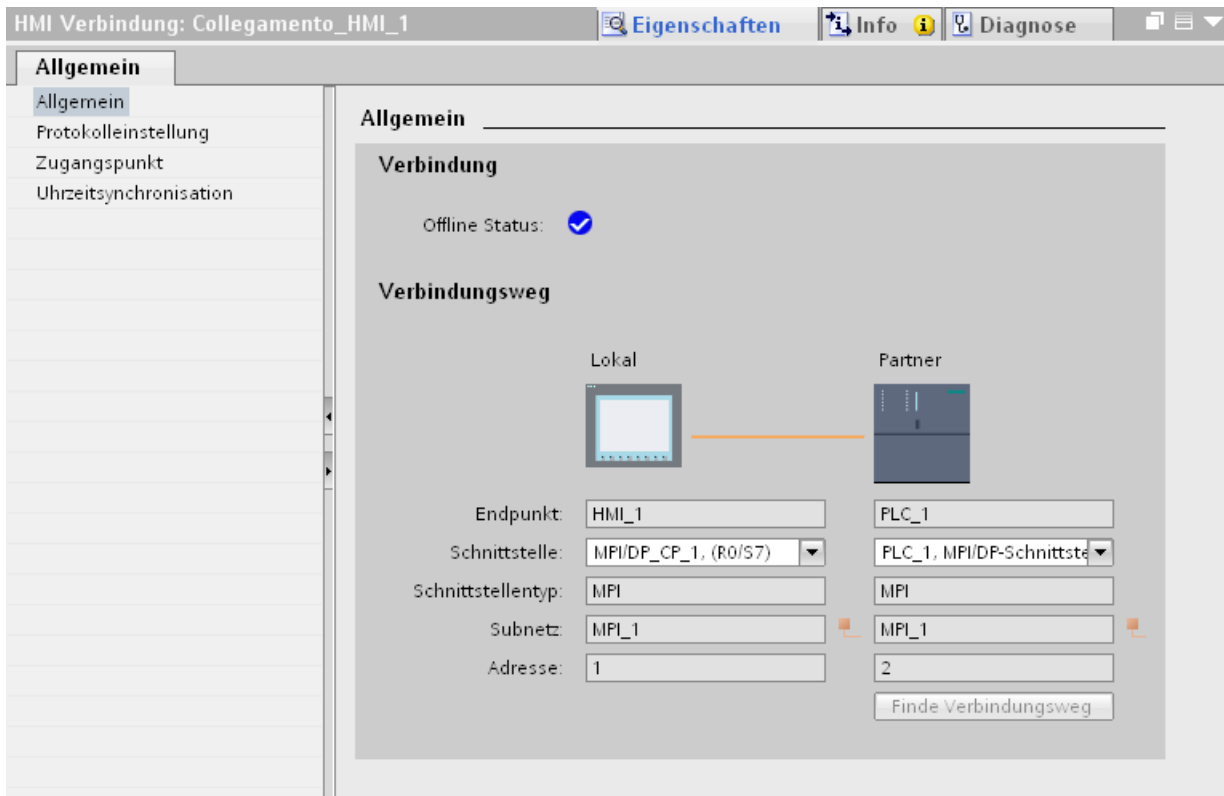 HMI Verbindung: Collegamento_HMI_1
Eigenschaften
Info
Diagnose
Allgemein
Allgemein
Protokolleinstellung
Zugangspunkt
Uhrzeitsynchronisation
Allgemein
Verbindung
Offline Status:
Verbindungsweg
Lokal Partner
Endpunkt: HMI_1 PLC_1
Schnittstelle: MPI/DP_CP_1, (R0/S7) PLC_1, MPI/DP-Schnittste
Schnittstellentyp: MPI MPI
Subnetz: MPI_1 MPI_1
Adresse: 1 2
Finde Verbindungsweg